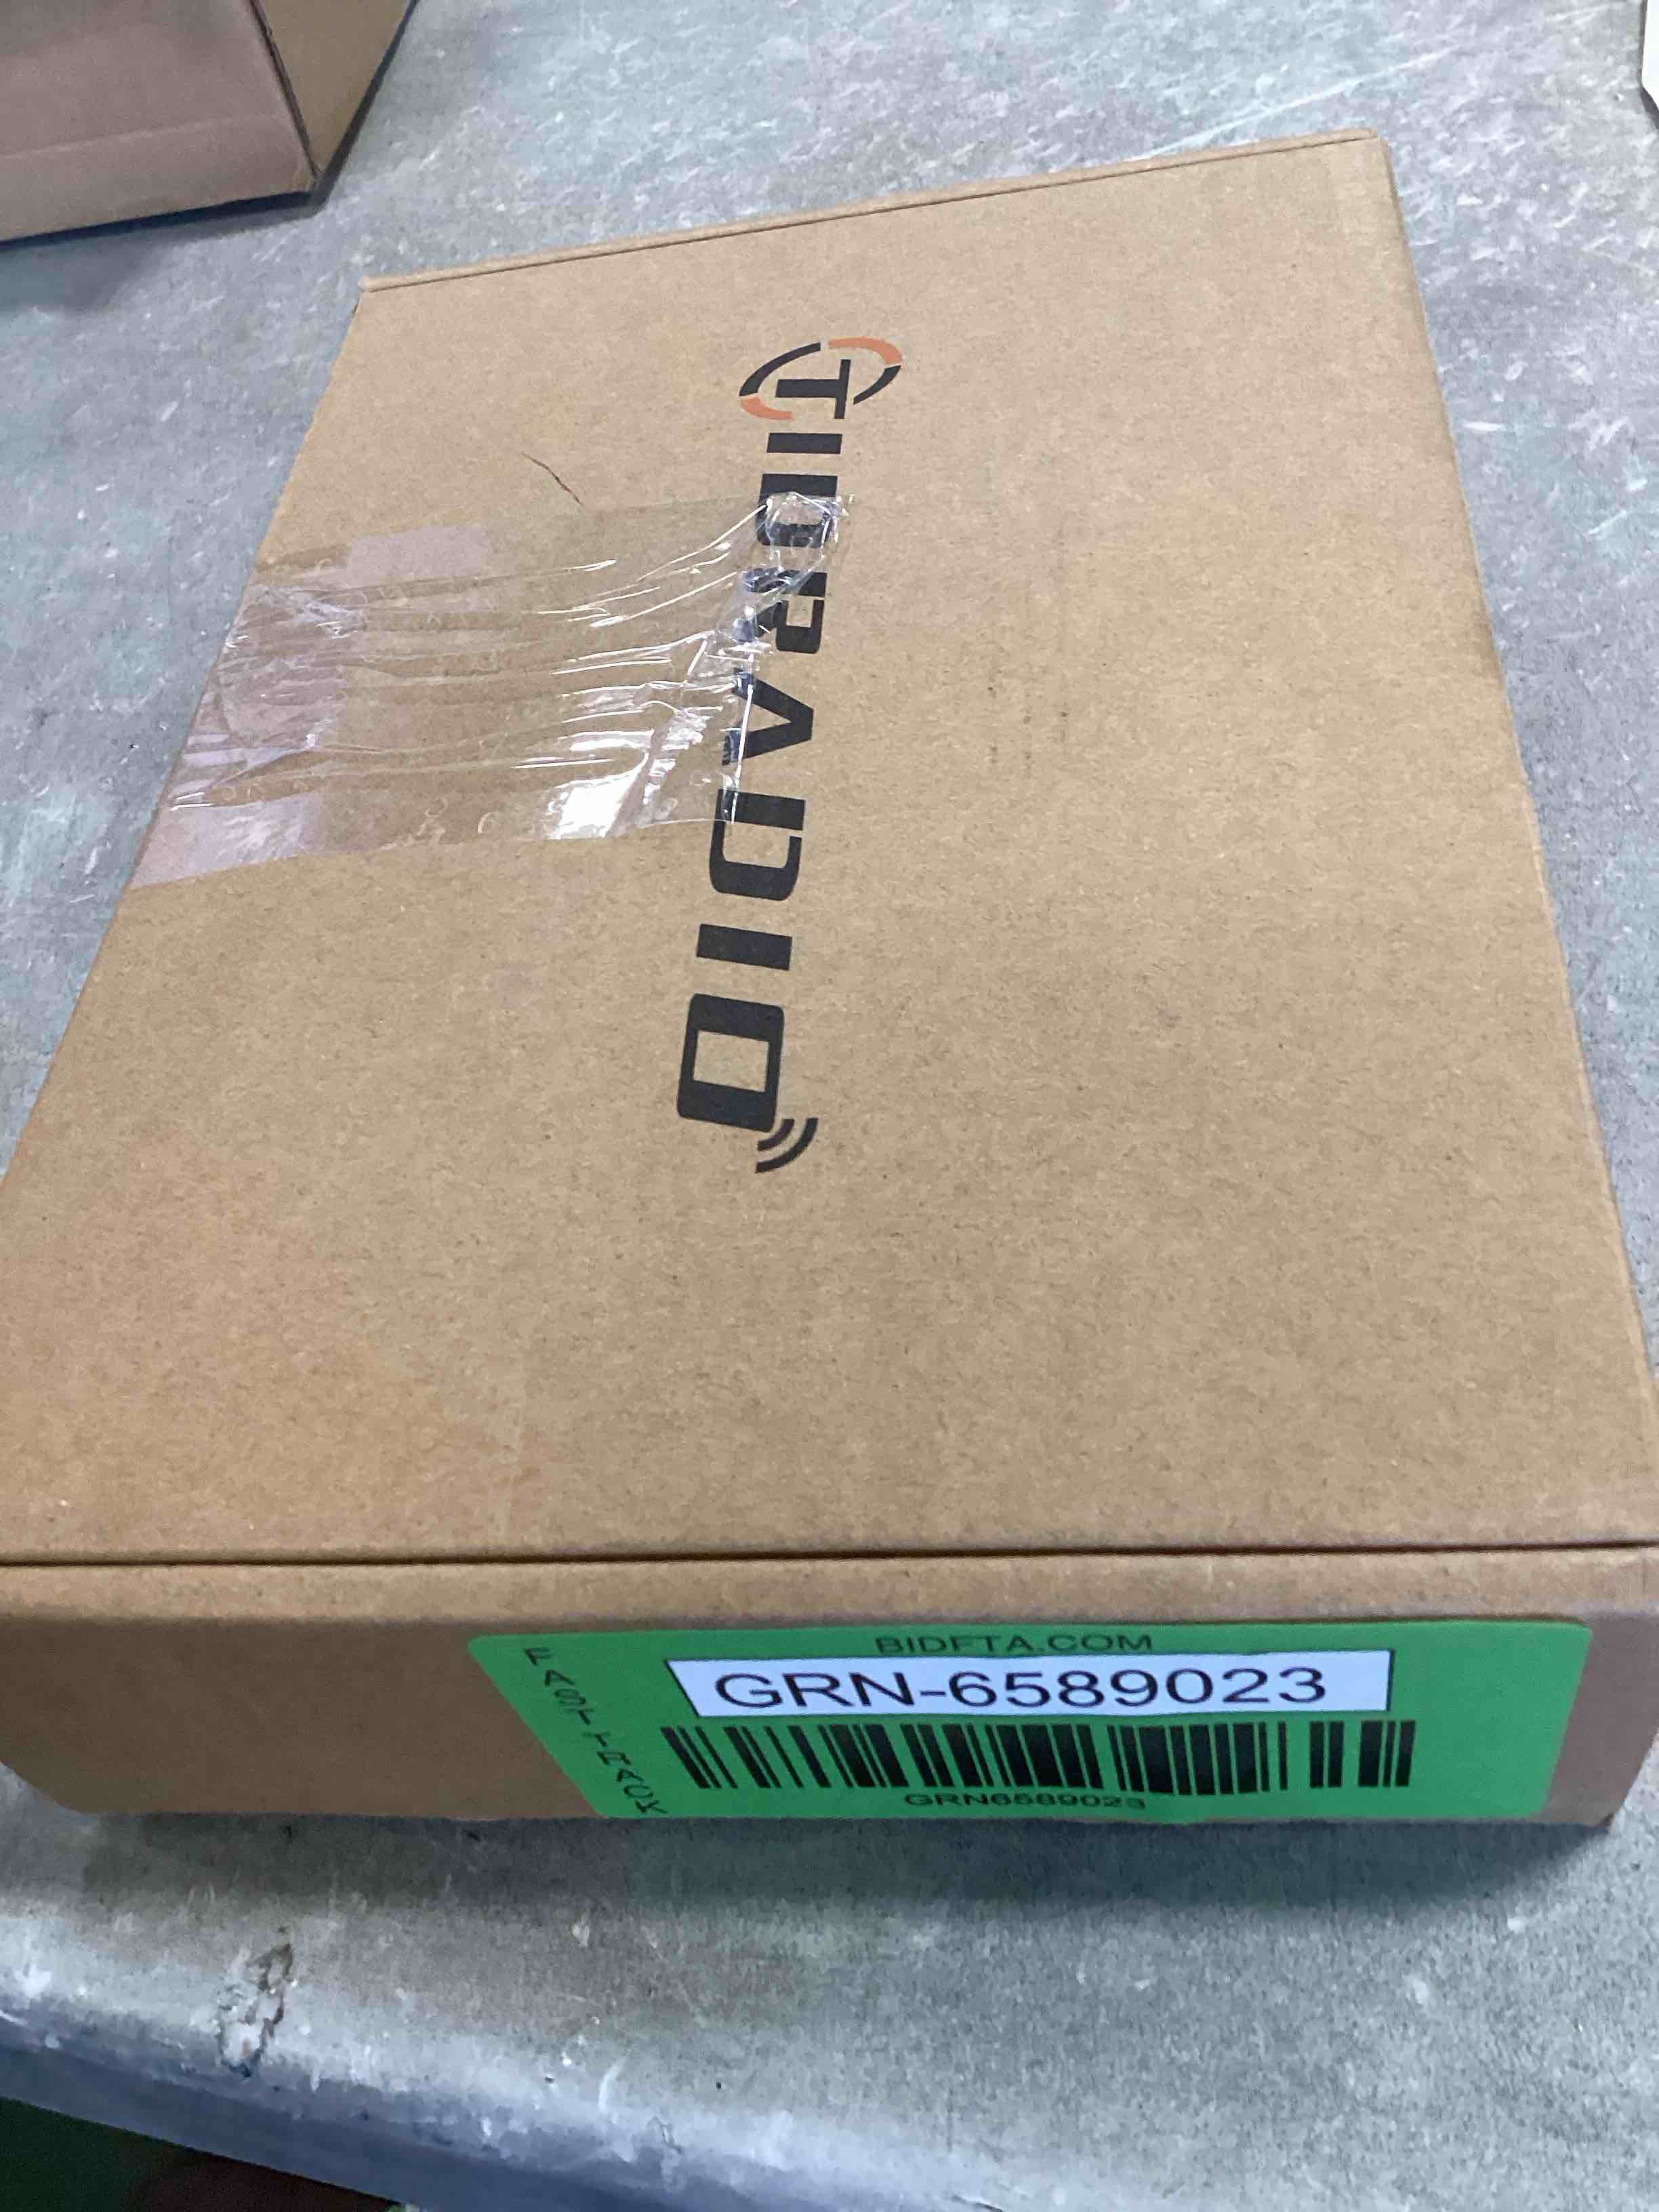 TIDRADIO
BIDFTA.COM
FAST TRACK
GRN-6589023
GRN6589023